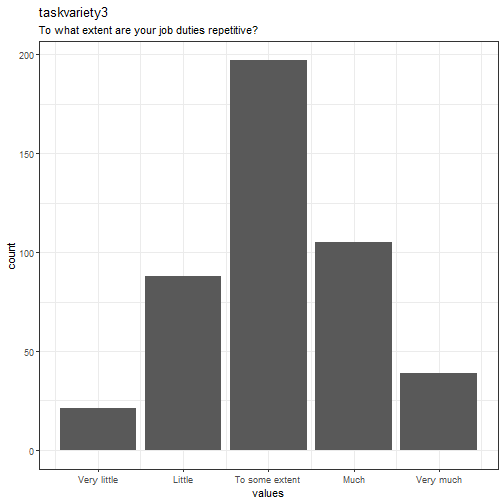 taskvariety3
To what extent are your job duties repetitive?
200
150
100
50
0
count
Very little Little To some extent Much Very much
values